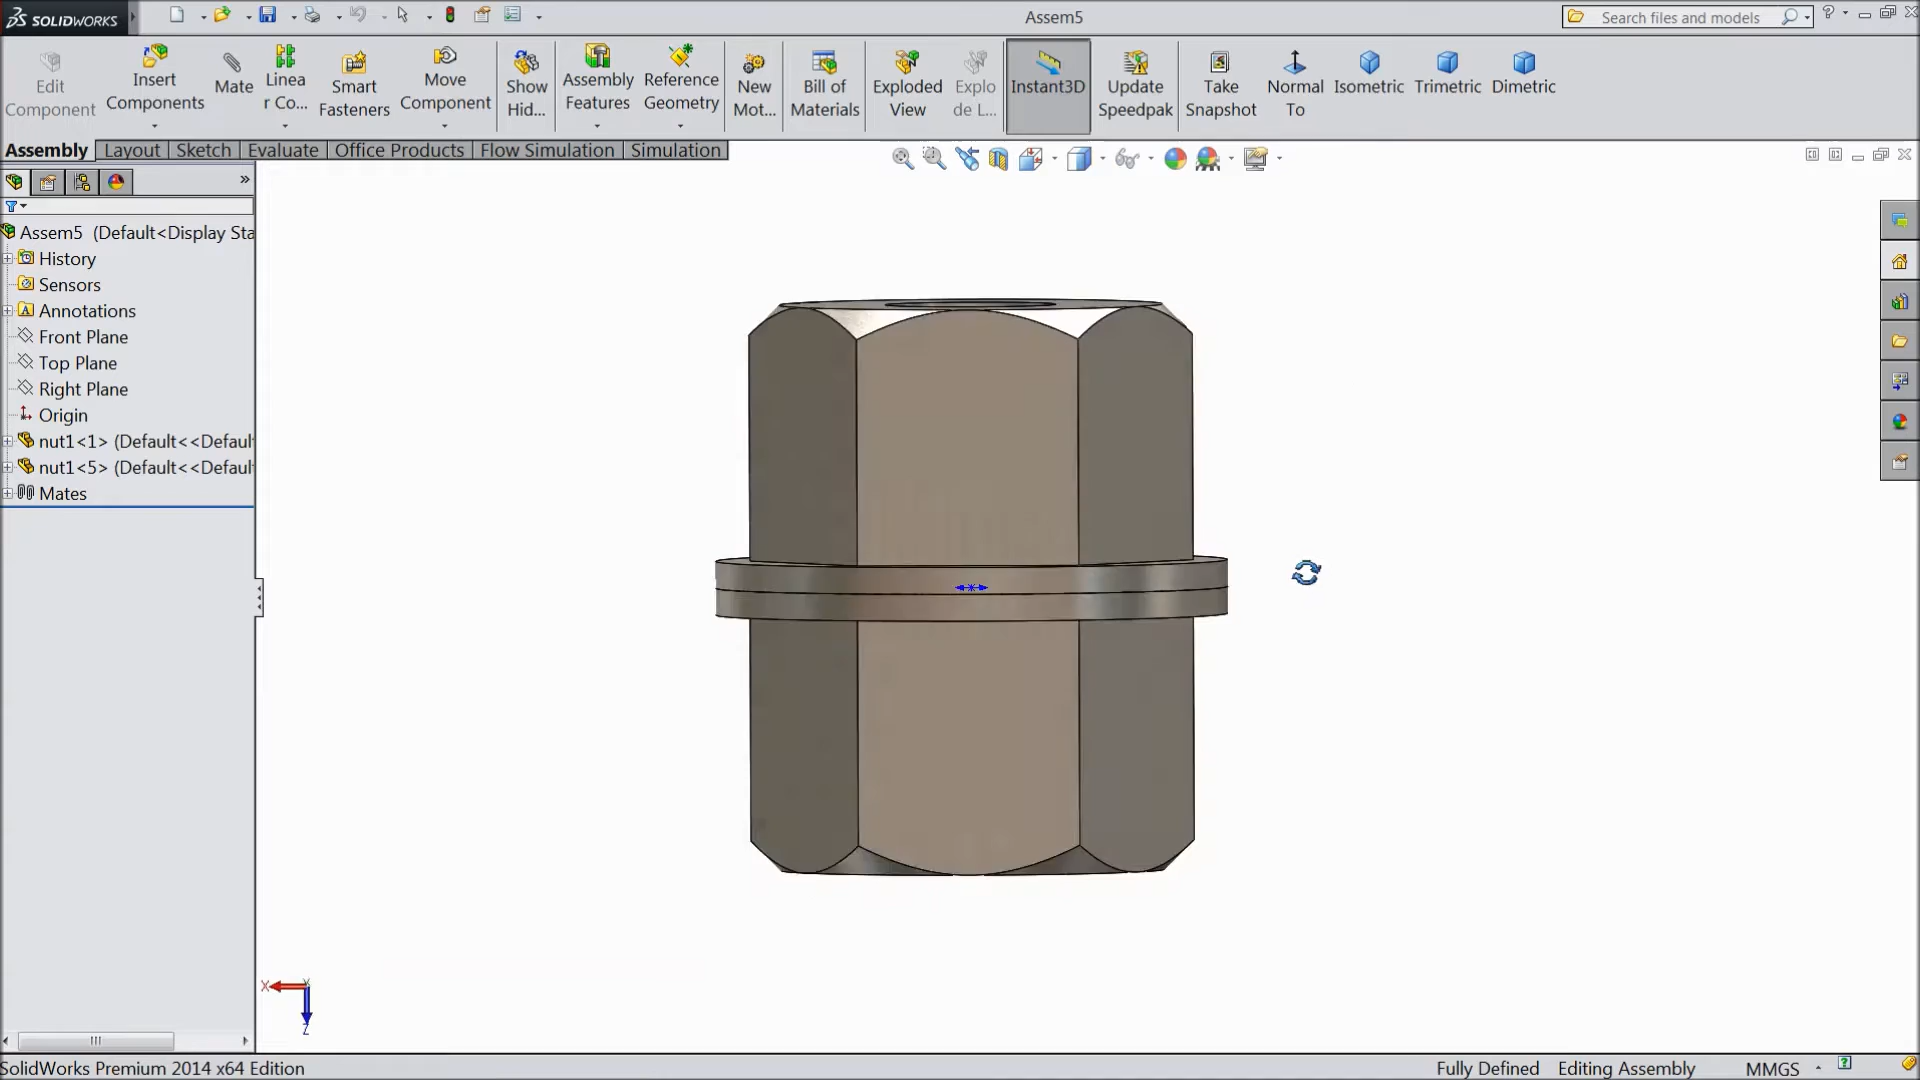 SOLIDWORKS
Assem5
Search files and models
Edit
Component
Insert
Components
Mate
Linea
r Co...
Smart
Fasteners
Move
Component
Show
Hid...
Assembly
Features
Reference
Geometry
New
Mot...
Bill of
Materials
Exploded
View
Explo
de L...
Instant3D
Update
Speedpak
Take
Snapshot
Normal
To
Isometric
Trimetric
Dimetric
Assembly
Layout
Sketch
Evaluate
Office Products
Flow Simulation
Simulation
Assem5 (Default<Display Sta
History
Sensors
Annotations
Front Plane
Top Plane
Right Plane
Origin
nut1<1> (Default<<Defaul
nut1<5> (Default<<Defaul
Mates
X
Z
SolidWorks Premium 2014 x64 Edition
Fully Defined
Editing Assembly
MMGS